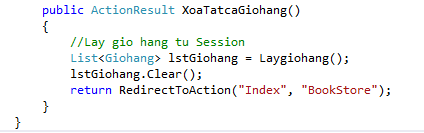 public ActionResult XoaTatcaGiohang()
{
//Lay gio hang tu Session
List<Giohang> lstGiohang = Laygiohang();
lstGiohang.Clear();
return RedirectToAction("Index", "BookStore");
}
}